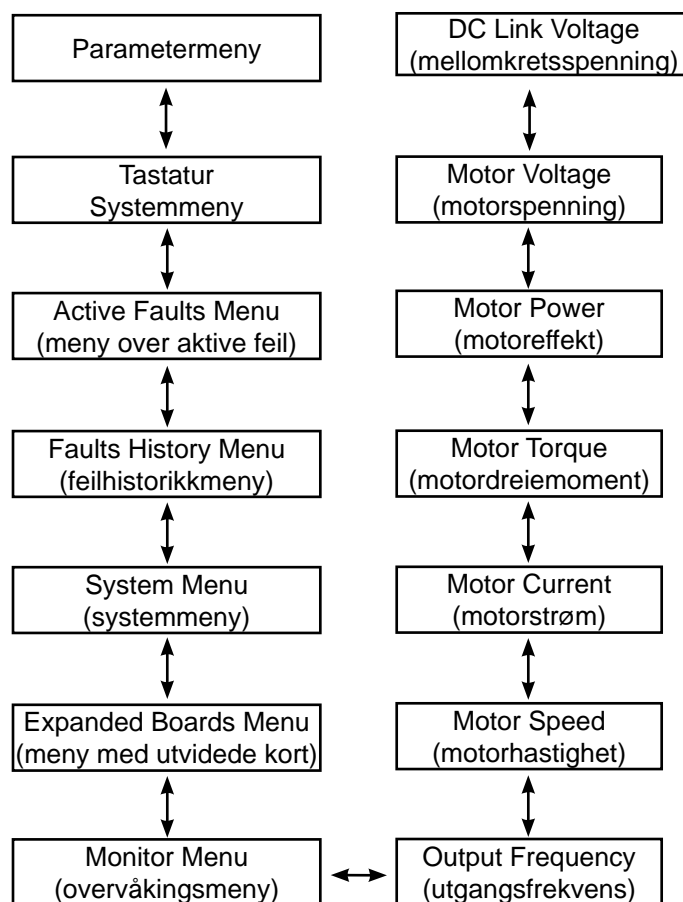 Parametermeny
Tastatur
Systemmeny
Active Faults Menu
(meny over aktive feil)
Faults History Menu
(feilhistorikkmeny)
System Menu
(systemmeny)
Expanded Boards Menu
(meny med utvidede kort)
Monitor Menu
(overvåkingsmeny)
DC Link Voltage
(mellomkretsspenning)
Motor Voltage
(motorspenning)
Motor Power
(motoreffekt)
Motor Torque
(motordreiemoment)
Motor Current
(motorstrøm)
Motor Speed
(motorhastighet)
Output Frequency
(utgangsfrekvens)